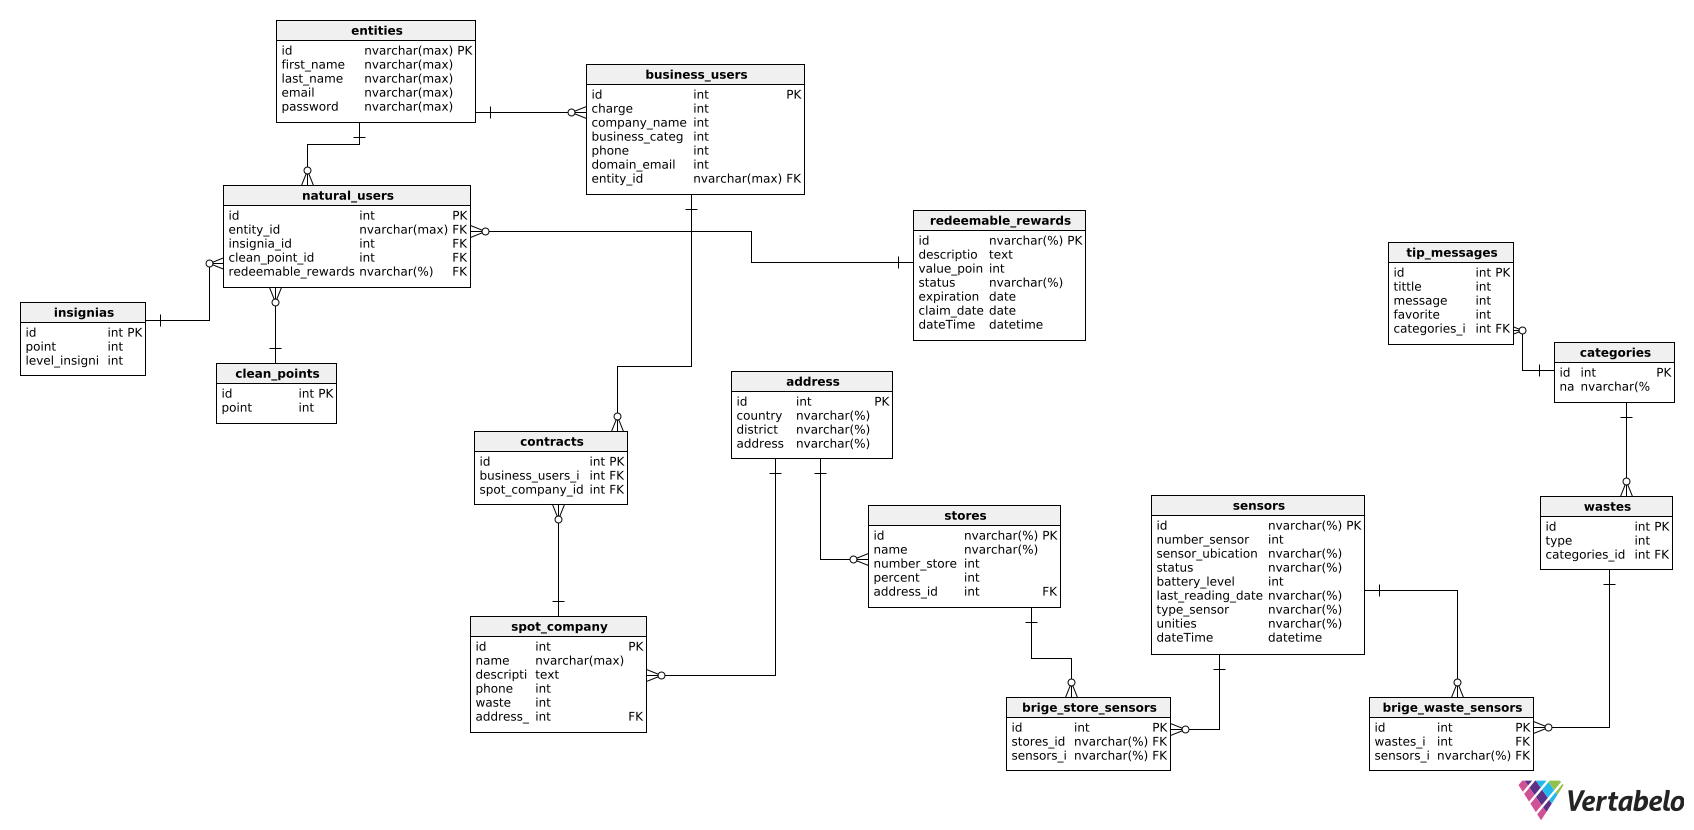 entities
id nvarchar(max) PK
first_name nvarchar(max)
last_name nvarchar(max)
email nvarchar(max)
password nvarchar(max)
business_users
id int PK
charge int
company_name int
business_categ int
phone int
domain_email int
entity_id nvarchar(max) FK
natural_users
id int PK
entity_id nvarchar(max) FK
insignia_id int FK
clean_point_id int FK
redeemable_rewards nvarchar(%) FK
redeemable_rewards
id nvarchar(%) PK
descriptio text
value_poin int
status nvarchar(%)
expiration date
claim_date date
dateTime datetime
tip_messages
id int PK
tittle int
message int
favorite int
categories_i int FK
insignias
id int PK
point int
level_insigni int
clean_points
id int PK
point int
categories
id int PK
na nvarchar(%
address
id int PK
country nvarchar(%)
district nvarchar(%)
address nvarchar(%)
contracts
id int PK
business_users_i int FK
spot_company_id int FK
stores
id nvarchar(%) PK
name nvarchar(%)
number_store int
percent int
address_id int FK
sensors
id nvarchar(%) PK
number_sensor int
sensor_ubication nvarchar(%)
status nvarchar(%)
battery_level int
last_reading_date nvarchar(%)
type_sensor nvarchar(%)
unities nvarchar(%)
dateTime datetime
wastes
id int PK
type int
categories_id int FK
spot_company
id int PK
name nvarchar(max)
descripti text
phone int
waste int
address_ int FK
brige_store_sensors
id int PK
stores_id nvarchar(%) FK
sensors_i nvarchar(%) FK
brige_waste_sensors
id int PK
wastes_i int FK
sensors_i nvarchar(%) FK
Vertabelo